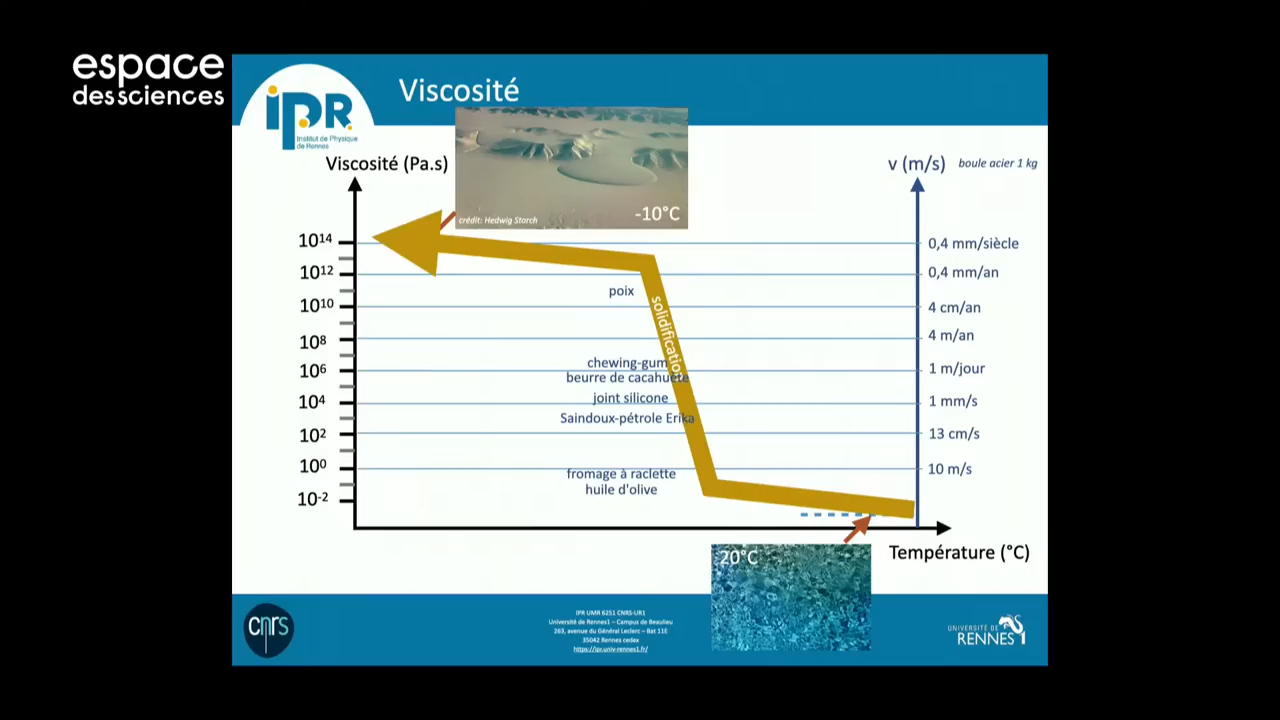 espace
des sciences
IPR
Institut de Physique
de Rennes
Viscosité
Viscosité (Pa.s)
crédit: Hedwig Storch
-10°C
v (m/s)
boule acier 1 kg
10¹⁴
10¹²
10¹⁰
10⁸
10⁶
10⁴
10²
10⁰
10⁻²
solidification
poix
chewing-gum
beurre de cacahuète
joint silicone
Saindoux-pétrole Erika
fromage à raclette
huile d'olive
0,4 mm/siècle
0,4 mm/an
4 cm/an
4 m/an
1 m/jour
1 mm/s
13 cm/s
10 m/s
Température (°C)
20°C
cnrs
IPR UMR 6251 CNRS-UR1
Université de Rennes1 – Campus de Beaulieu
263, avenue du Général Leclerc – Bat 11E
35042 Rennes cedex
https://ipr.univ-rennes1.fr/
UNIVERSITÉ DE
RENNES 1